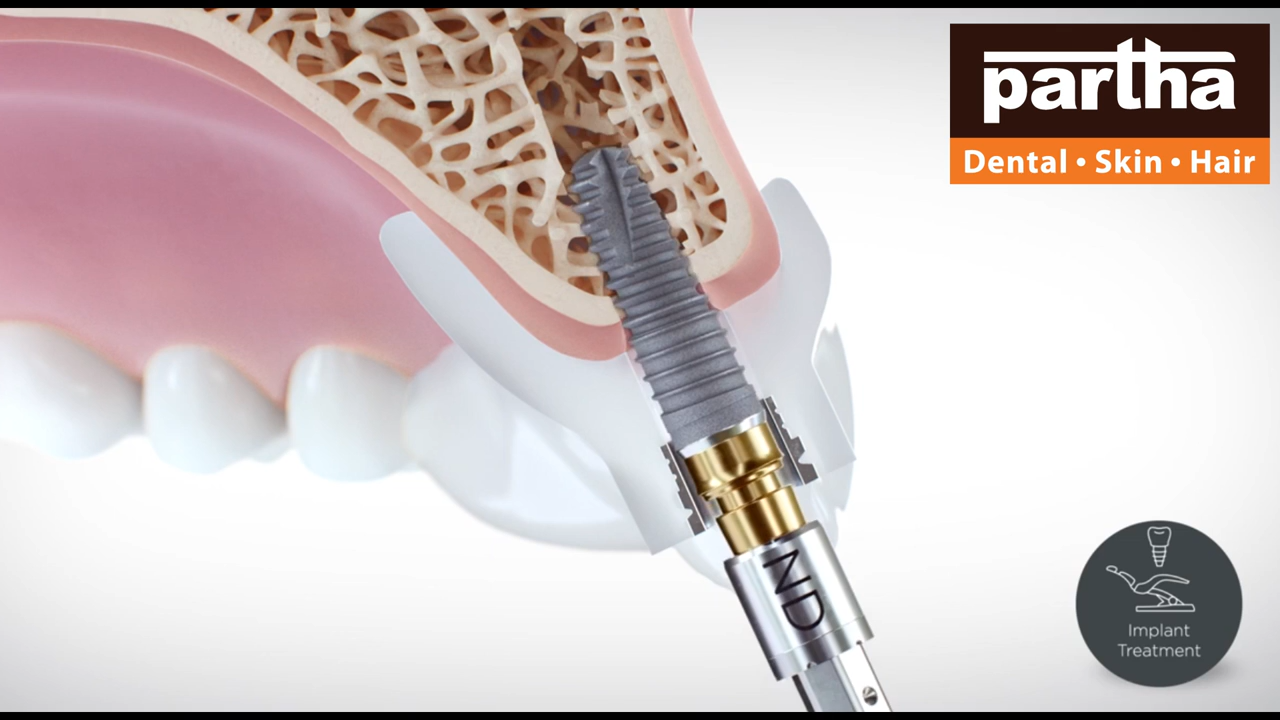 partha
Dental • Skin • Hair
ND
Implant
Treatment